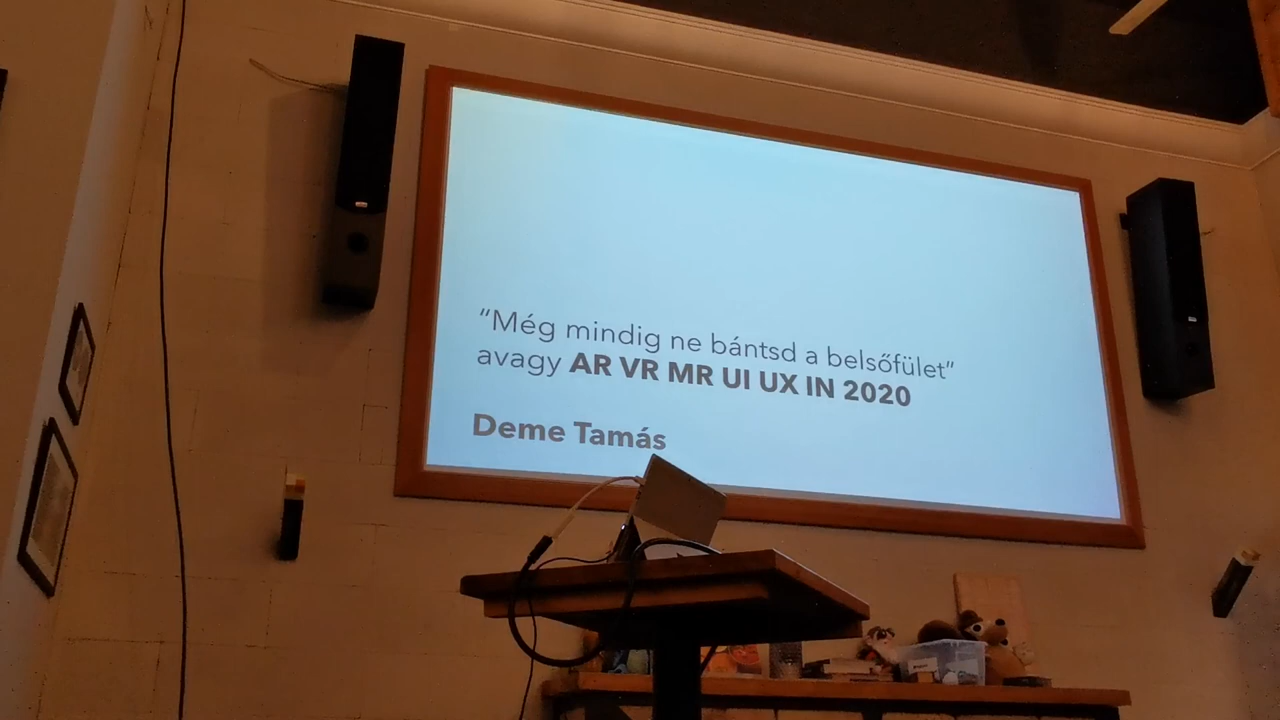 “Még mindig ne bántsd a belsőfület”
avagy AR VR MR UI UX IN 2020
Deme Tamás